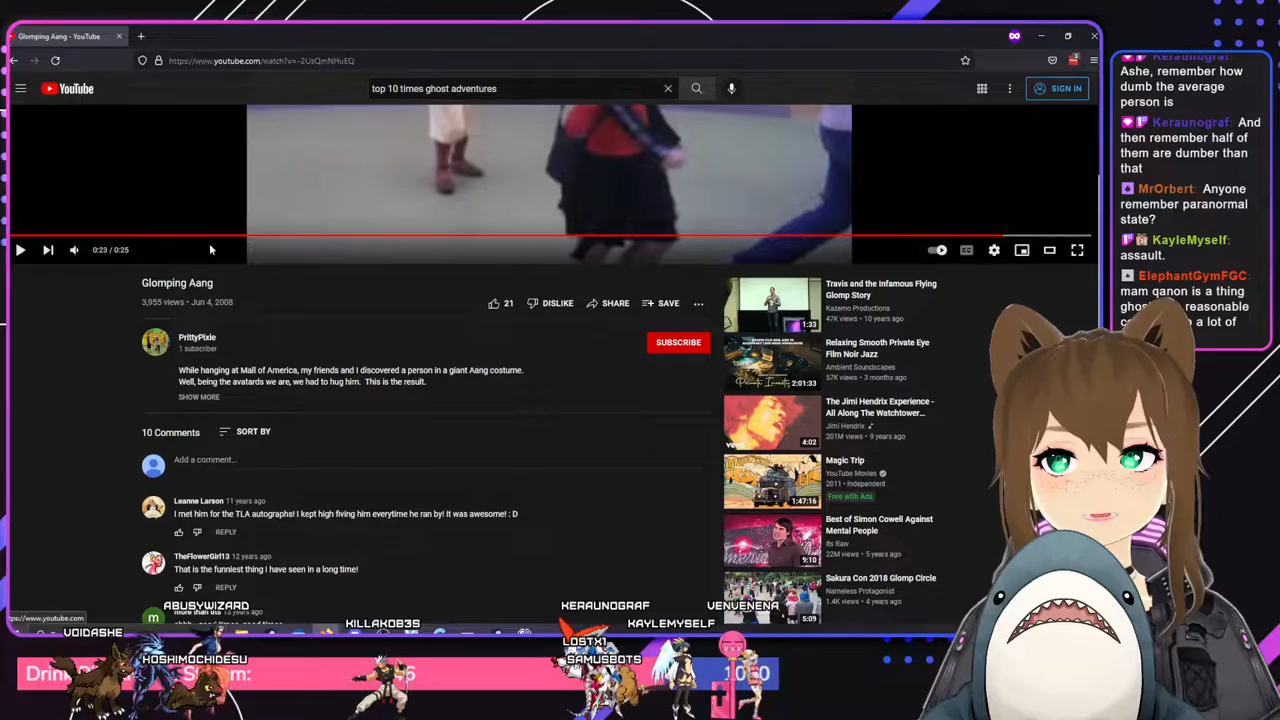 Glomping Aang - YouTube
https://www.youtube.com/watch?v=-2UsQmNHuEQ
YouTube
top 10 times ghost adventures
SIGN IN
0:23 / 0:25
Glomping Aang
3,955 views • Jun 4, 2008
21
DISLIKE
SHARE
SAVE
PrittyPixie
1 subscriber
SUBSCRIBE
While hanging at Mall of America, my friends and I discovered a person in a giant Aang costume.
Well, being the avatards we are, we had to hug him. This is the result.
SHOW MORE
10 Comments
SORT BY
Add a comment...
Leanne Larson 11 years ago
I met him for the TLA autographs! I kept high fiving him everytime he ran by! It was awesome! : D
REPLY
TheFlowerGirl13 12 years ago
That is the funniest thing I have seen in a long time!
REPLY
Travis and the Infamous Flying
Glomp Story
Kazemo Productions
47K views • 10 years ago
1:33
Relaxing Smooth Private Eye
Film Noir Jazz
Ambient Soundscapes
57K views • 3 months ago
2:01:33
The Jimi Hendrix Experience -
All Along The Watchtower...
Jimi Hendrix
201M views • 9 years ago
vevo
4:02
Magic Trip
YouTube Movies
2011 • Independent
Free with Ads
1:47:16
Best of Simon Cowell Against
Mental People
Its Raw
22M views • 5 years ago
9:10
Sakura Con 2018 Glomp Circle
Nameless Protagonist
1.4K views • 4 years ago
5:09
Keraunograf:
Ashe, remember how
dumb the average
person is
Keraunograf: And
then remember half of
them are dumber than
that
MrOrbert: Anyone
remember paranormal
state?
KayleMyself:
assault.
ElephantGymFGC:
mam qanon is a thing
a lot of
ABUSYWIZARD
VOIDASHE
HOSHIMOCHIDESU
KILLAKOB3S
KERAUNOGRAF
KAYLEMYSELF
VENVENENA
LOSTX1
SAMUSBOTS